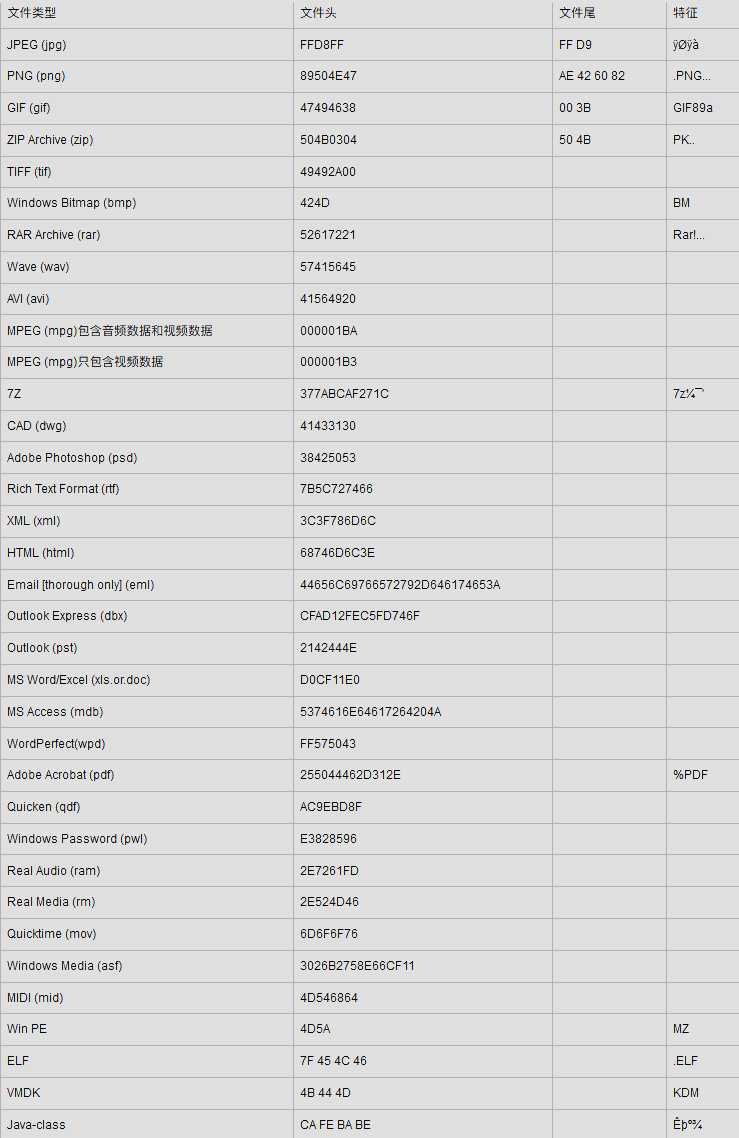 文件类型 文件头 文件尾 特征
JPEG (jpg) FFD8FF FF D9 ÿØÿà
PNG (png) 89504E47 AE 42 60 82 .PNG...
GIF (gif) 47494638 00 3B GIF89a
ZIP Archive (zip) 504B0304 50 4B PK..
TIFF (tif) 49492A00
Windows Bitmap (bmp) 424D BM
RAR Archive (rar) 52617221 Rar!...
Wave (wav) 57415645
AVI (avi) 41564920
MPEG (mpg)包含音频数据和视频数据 000001BA
MPEG (mpg)只包含视频数据 000001B3
7Z 377ABCAF271C 7z¼¯'
CAD (dwg) 41433130
Adobe Photoshop (psd) 38425053
Rich Text Format (rtf) 7B5C727466
XML (xml) 3C3F786D6C
HTML (html) 68746D6C3E
Email [thorough only] (eml) 44656C69766572792D646174653A
Outlook Express (dbx) CFAD12FEC5FD746F
Outlook (pst) 2142444E
MS Word/Excel (xls.or.doc) D0CF11E0
MS Access (mdb) 5374616E64617264204A
WordPerfect(wpd) FF575043
Adobe Acrobat (pdf) 255044462D312E %PDF
Quicken (qdf) AC9EBD8F
Windows Password (pwl) E3828596
Real Audio (ram) 2E7261FD
Real Media (rm) 2E524D46
Quicktime (mov) 6D6F6F76
Windows Media (asf) 3026B2758E66CF11
MIDI (mid) 4D546864
Win PE 4D5A MZ
ELF 7F 45 4C 46 .ELF
VMDK 4B 44 4D KDM
Java-class CA FE BA BE Êþº¾